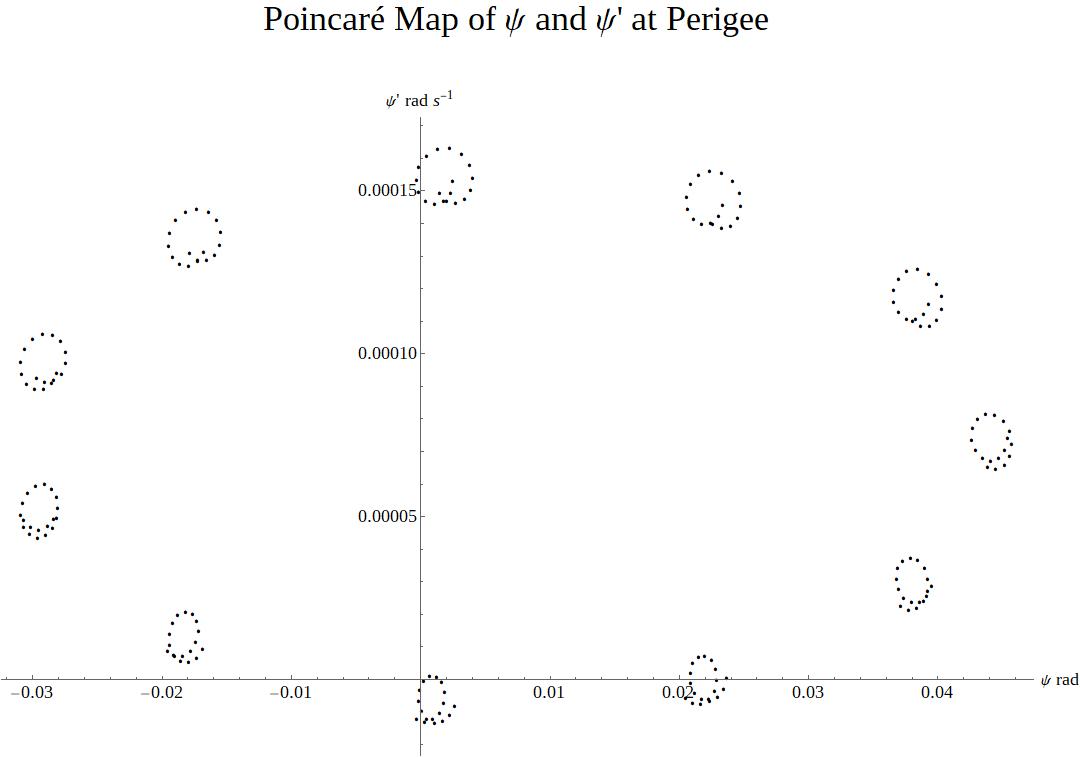 Poincaré Map of ψ and ψ' at Perigee
ψ' rad s⁻¹
0.00015
0.00010
0.00005
−0.03 −0.02 −0.01 0.01 0.02 0.03 0.04 ψ rad